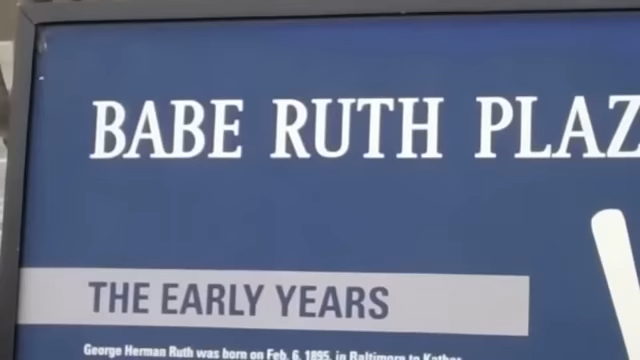 BABE RUTH PLAZ
THE EARLY YEARS
George Herman Ruth was born on Feb. 6, 1895, in Baltimore to